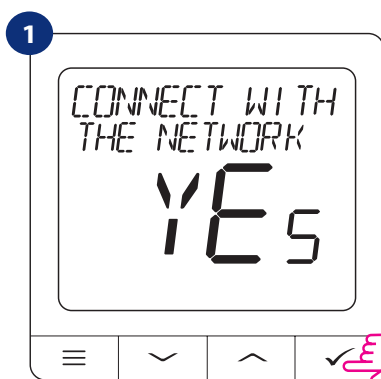 1
CONNECT WITH
THE NETWORK
YES